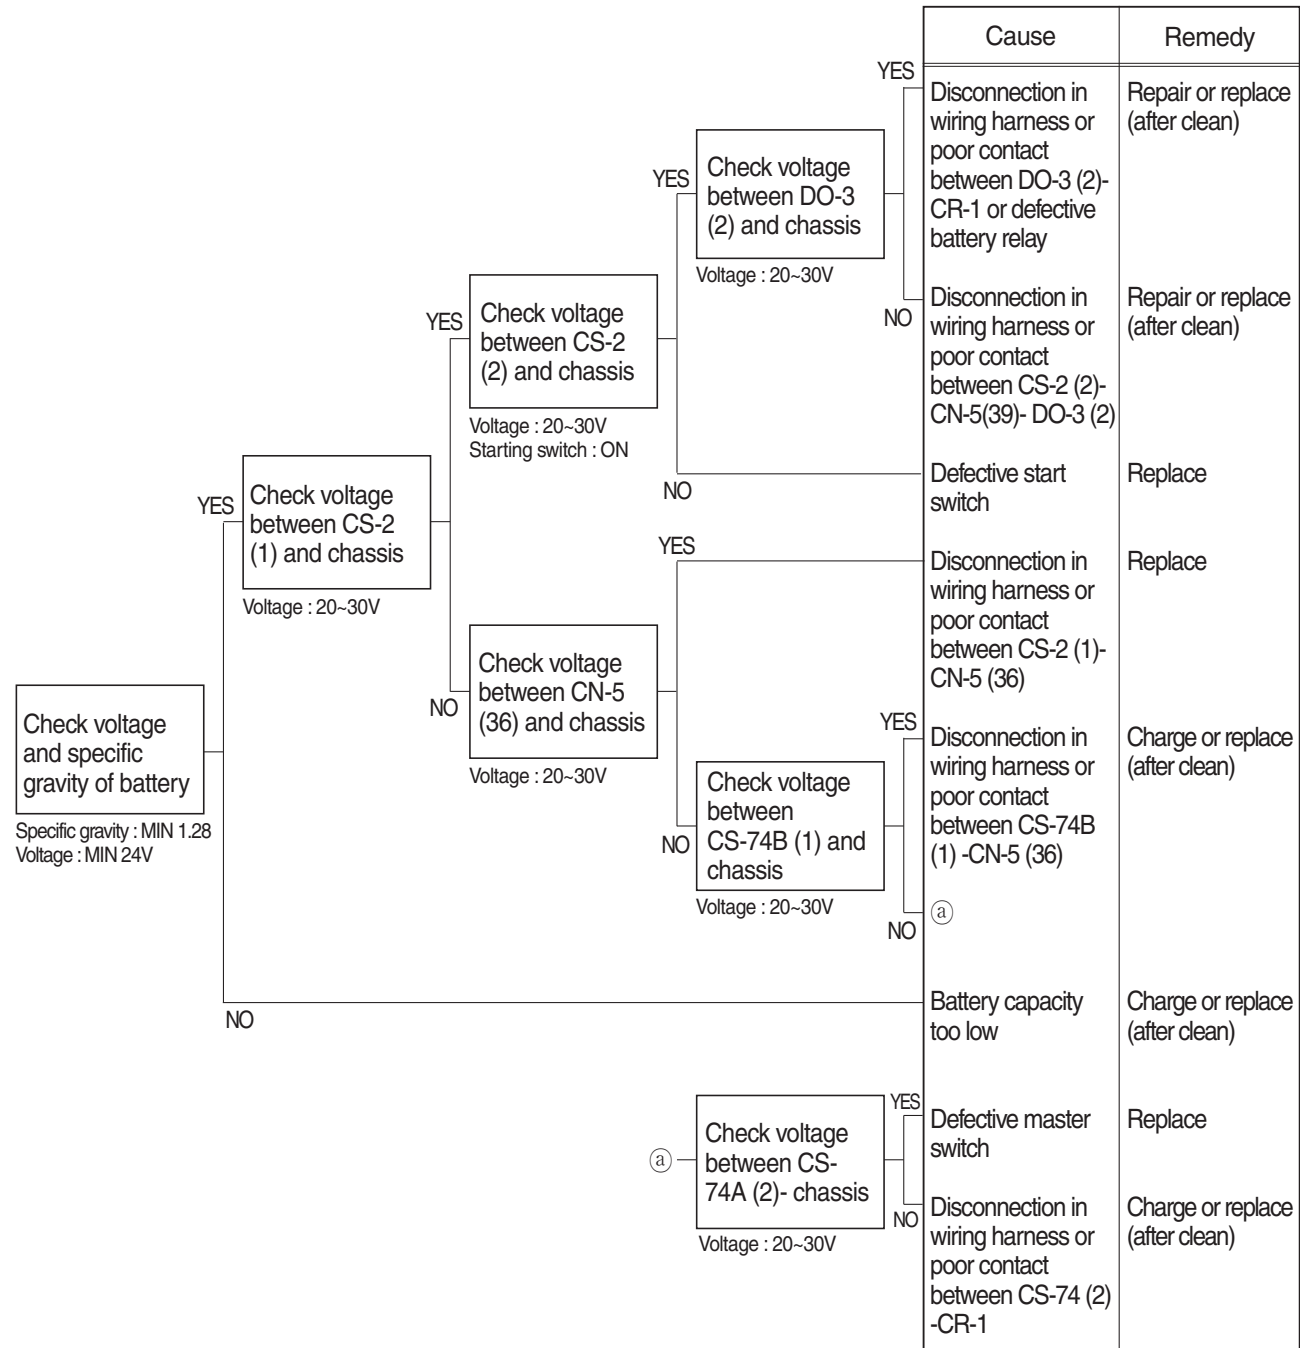 Cause
Remedy
YES
Disconnection in
wiring harness or
poor contact
between DO-3 (2)-
CR-1 or defective
battery relay
Repair or replace
(after clean)
YES
Check voltage
between DO-3
(2) and chassis
Voltage : 20~30V
NO
Disconnection in
wiring harness or
poor contact
between CS-2 (2)-
CN-5(39)- DO-3 (2)
Repair or replace
(after clean)
YES
Check voltage
between CS-2
(2) and chassis
Voltage : 20~30V
Starting switch : ON
NO
Defective start
switch
Replace
YES
Check voltage
between CS-2
(1) and chassis
Voltage : 20~30V
YES
Disconnection in
wiring harness or
poor contact
between CS-2 (1)-
CN-5 (36)
Replace
NO
Check voltage
between CN-5
(36) and chassis
Voltage : 20~30V
Check voltage
and specific
gravity of battery
Specific gravity : MIN 1.28
Voltage : MIN 24V
YES
Disconnection in
wiring harness or
poor contact
between CS-74B
(1) -CN-5 (36)
Charge or replace
(after clean)
NO
Check voltage
between
CS-74B (1) and
chassis
Voltage : 20~30V
NO
ⓐ
NO
Battery capacity
too low
Charge or replace
(after clean)
ⓐ
Check voltage
between CS-
74A (2)- chassis
Voltage : 20~30V
YES
Defective master
switch
Replace
NO
Disconnection in
wiring harness or
poor contact
between CS-74 (2)
-CR-1
Charge or replace
(after clean)